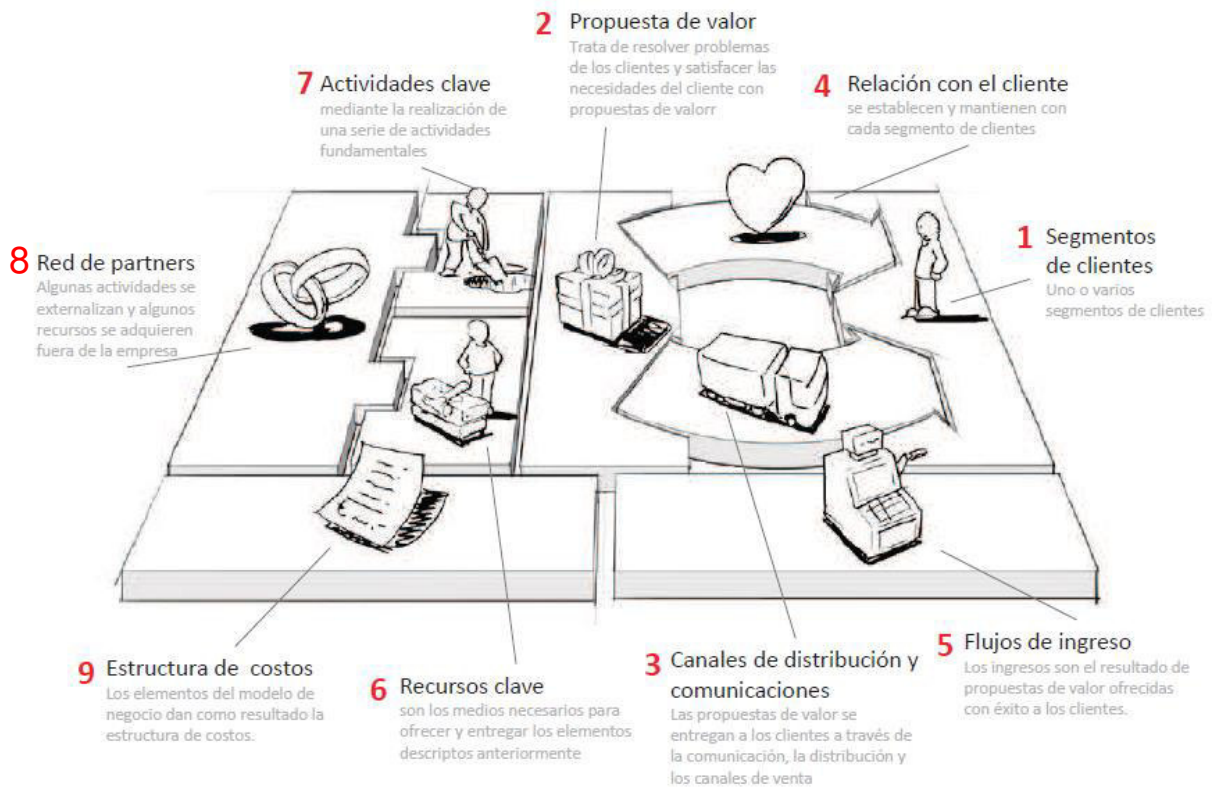 2 Propuesta de valor
Trata de resolver problemas
de los clientes y satisfacer las
necesidades del cliente con
propuestas de valorr
7 Actividades clave
mediante la realización de
una serie de actividades
fundamentales
4 Relación con el cliente
se establecen y mantienen con
cada segmento de clientes
1 Segmentos
de clientes
Uno o varios
segmentos de clientes
8 Red de partners
Algunas actividades se
externalizan y algunos
recursos se adquieren
fuera de la empresa
9 Estructura de costos
Los elementos del modelo de
negocio dan como resultado la
estructura de costos.
6 Recursos clave
son los medios necesarios para
ofrecer y entregar los elementos
descriptos anteriormente
3 Canales de distribución y
comunicaciones
Las propuestas de valor se
entregan a los clientes a través de
la comunicación, la distribución y
los canales de venta
5 Flujos de ingreso
Los ingresos son el resultado de
propuestas de valor ofrecidas
con éxito a los clientes.